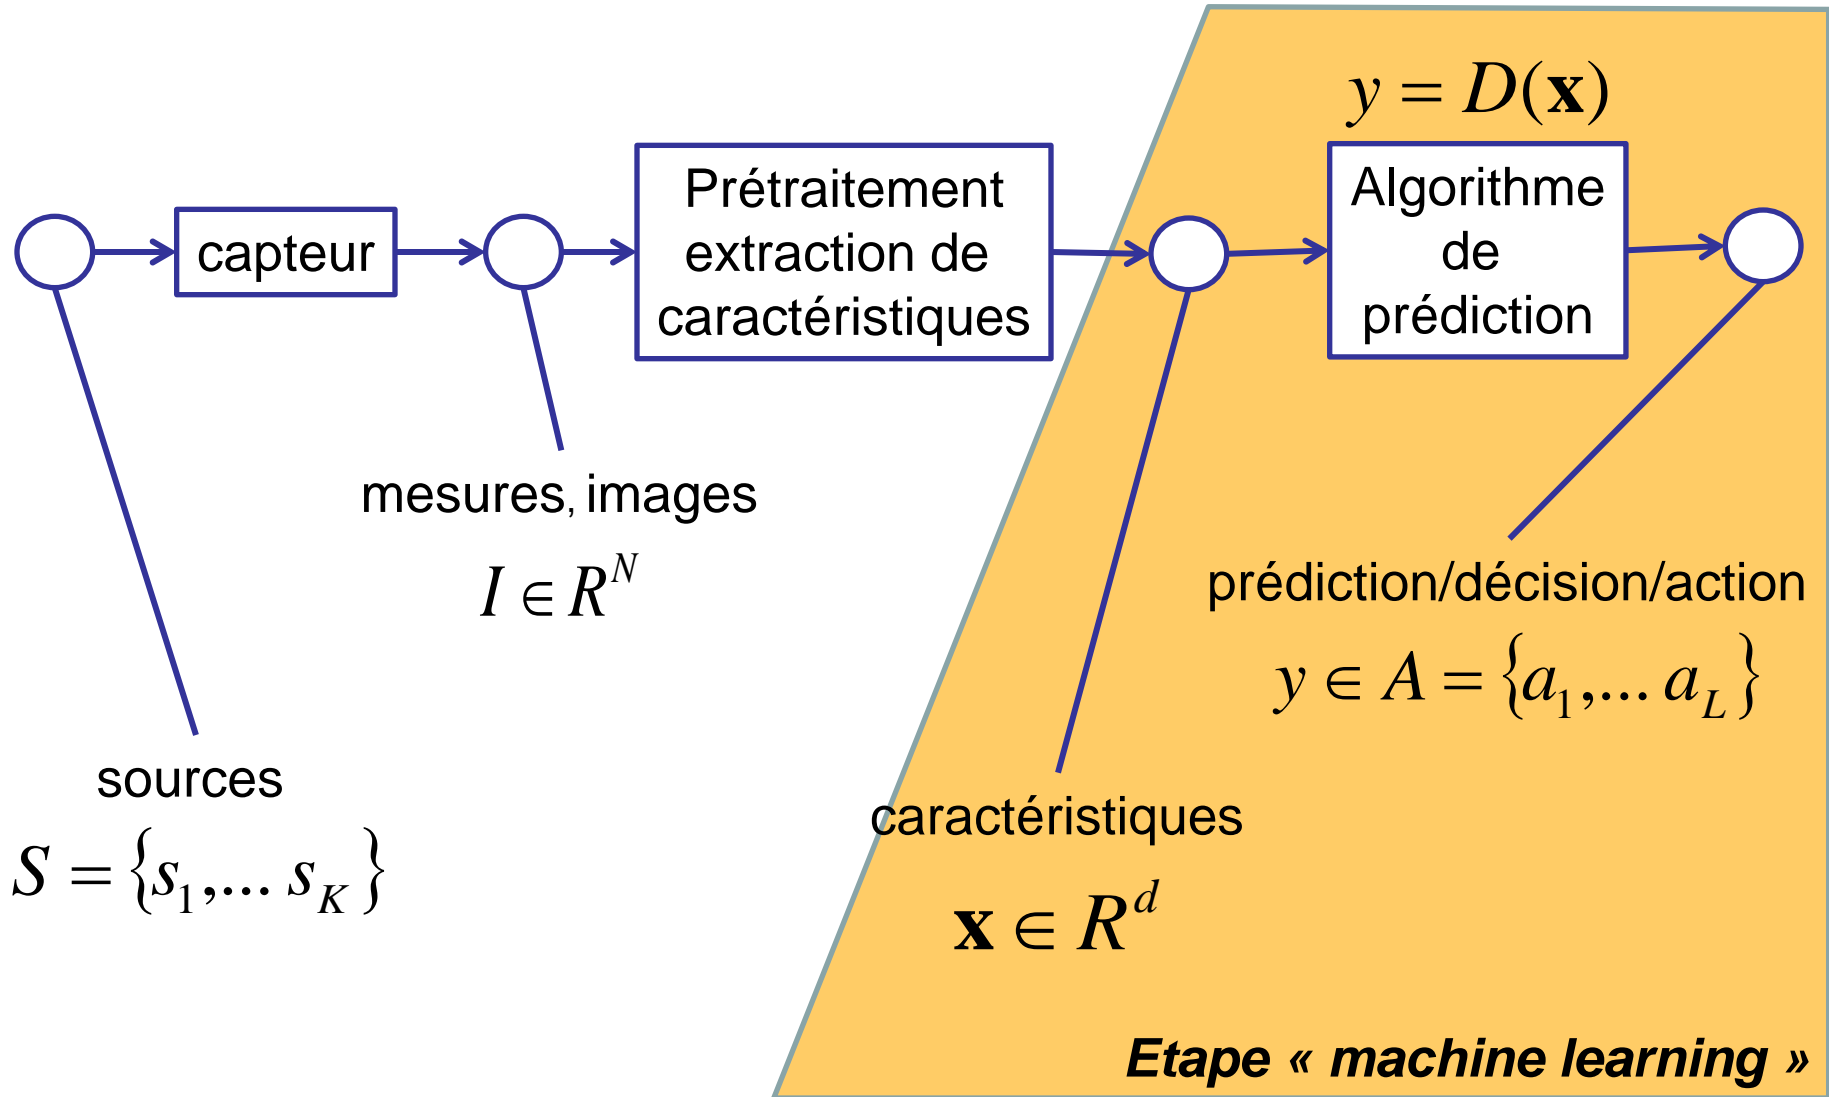 y = D(x)
capteur
Prétraitement
extraction de
caractéristiques
Algorithme
de
prédiction
mesures, images
I ∈ R^N
prédiction/décision/action
y ∈ A = {a_1,... a_L}
sources
S = {s_1,... s_K}
caractéristiques
x ∈ R^d
Etape « machine learning »